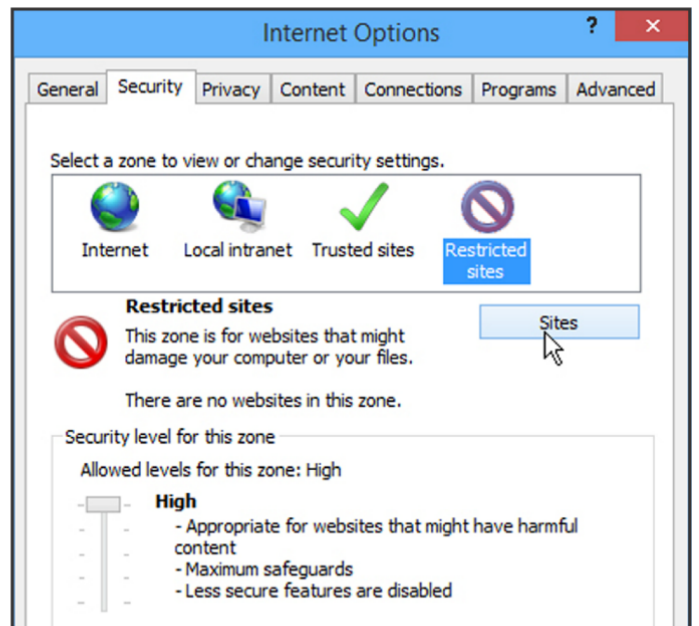 Internet Options
?
General Security Privacy Content Connections Programs Advanced
Select a zone to view or change security settings.
Internet Local intranet Trusted sites Restricted
sites
Restricted sites
Sites
This zone is for websites that might
damage your computer or your files.
There are no websites in this zone.
Security level for this zone
Allowed levels for this zone: High
High
- Appropriate for websites that might have harmful
content
- Maximum safeguards
- Less secure features are disabled